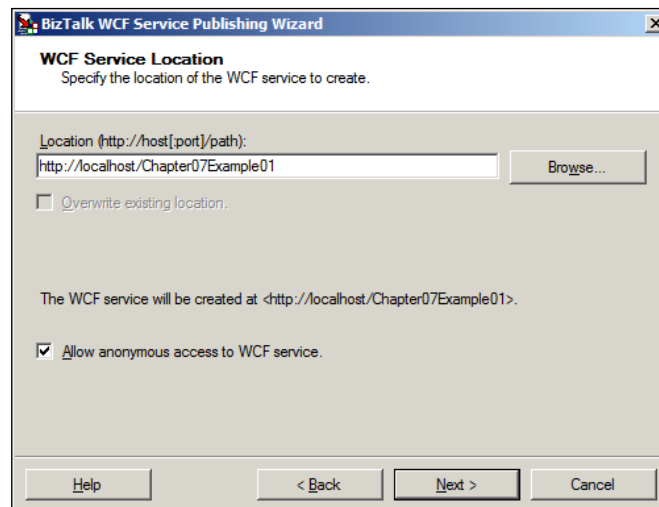 BizTalk WCF Service Publishing Wizard
WCF Service Location
Specify the location of the WCF service to create.
Location (http://host[:port]/path):
http://localhost/Chapter07Example01
Browse...
Overwrite existing location.
The WCF service will be created at <http://localhost/Chapter07Example01>.
Allow anonymous access to WCF service.
Help
< Back
Next >
Cancel